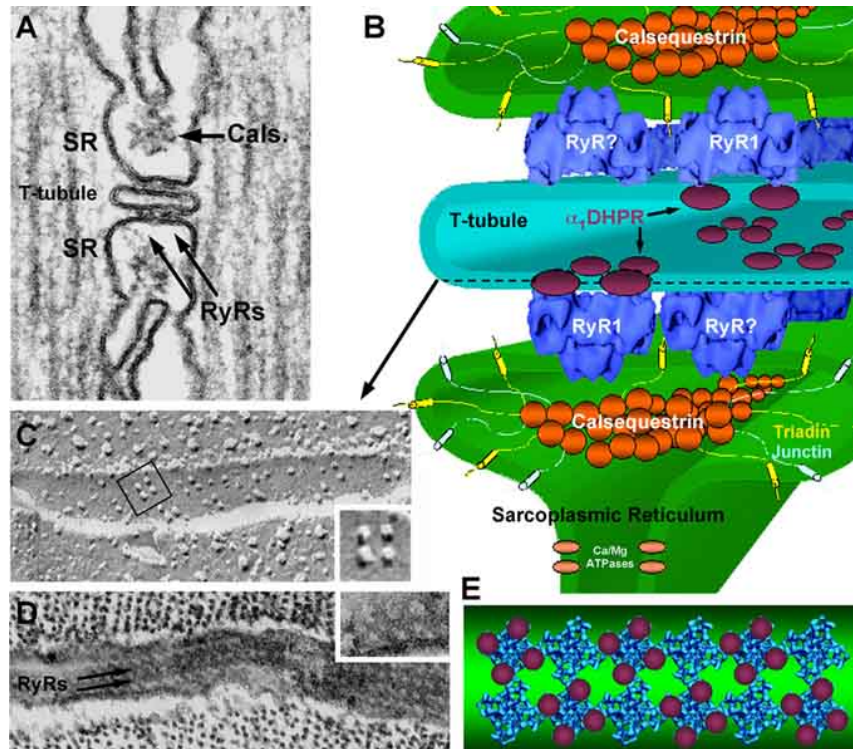 A
SR
Cals.
T-tubule
SR
RyRs
B
Calsequestrin
RyR?
RyR1
T-tubule
α₁DHPR
RyR1
RyR?
Calsequestrin
Triadin
Junctin
Sarcoplasmic Reticulum
Ca/Mg
ATPases
C
D
RyRs
E